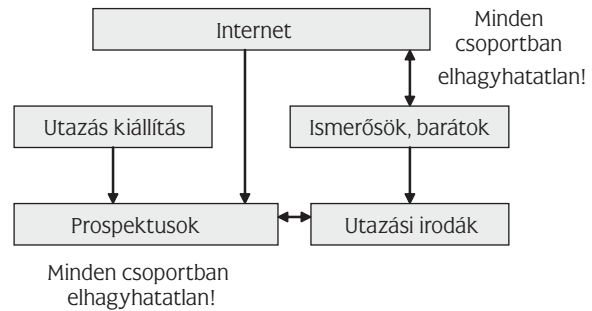 Internet
Minden
csoportban
elhagyhatatlan!
Utazás kiállítás
Ismerősök, barátok
Prospektusok
Utazási irodák
Minden csoportban
elhagyhatatlan!